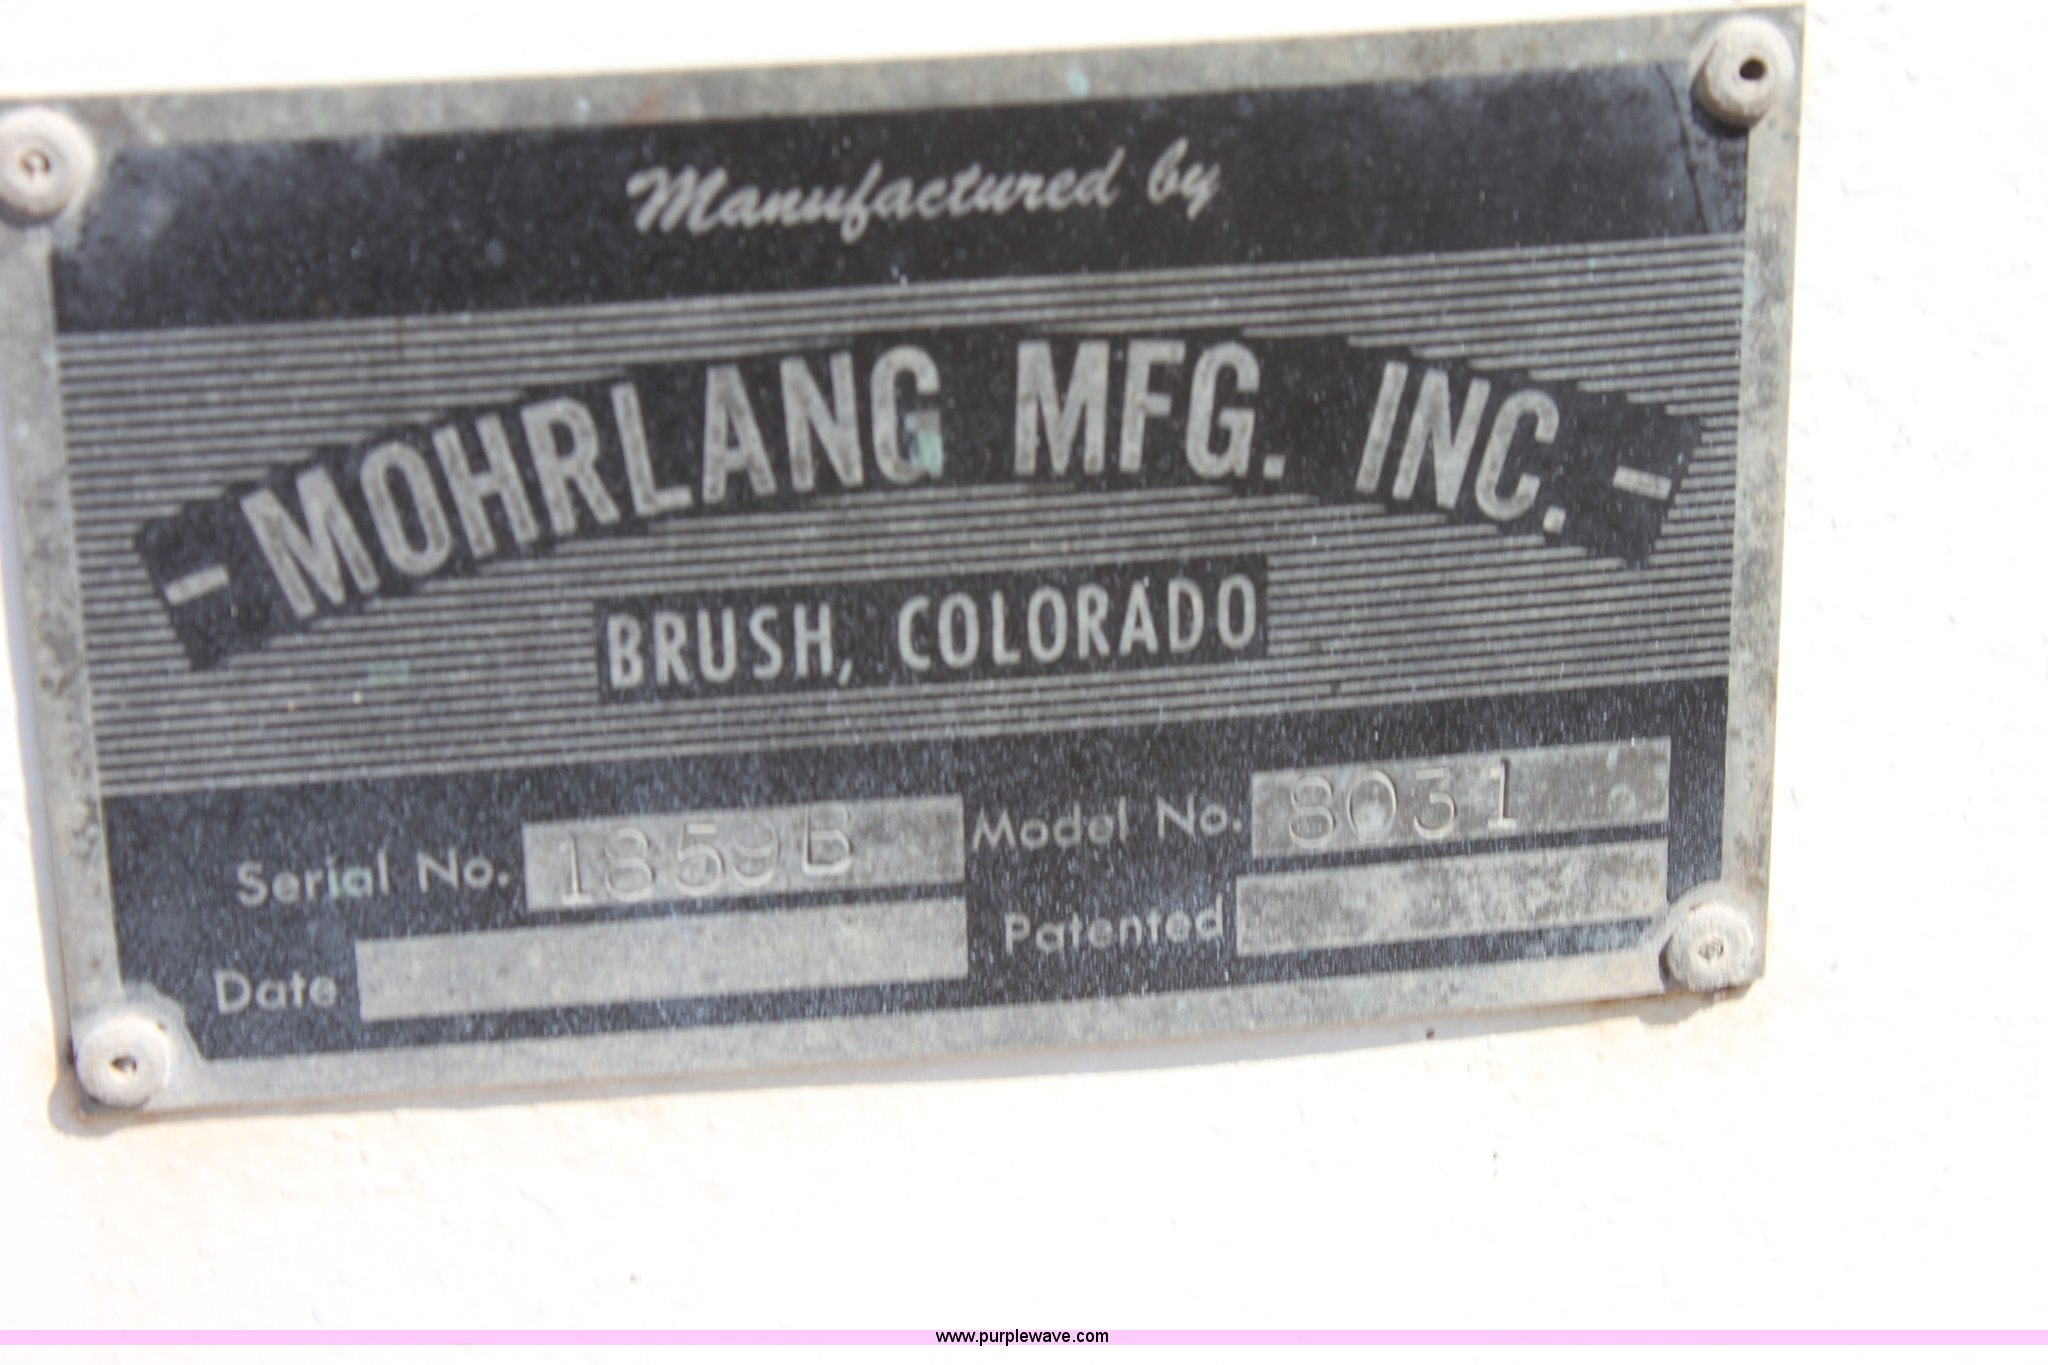 Manufactured by
- MOHRLANG MFG. INC. -
BRUSH, COLORADO
Serial No. 1859B Model No. 8031
Date Patented
www.purplewave.com